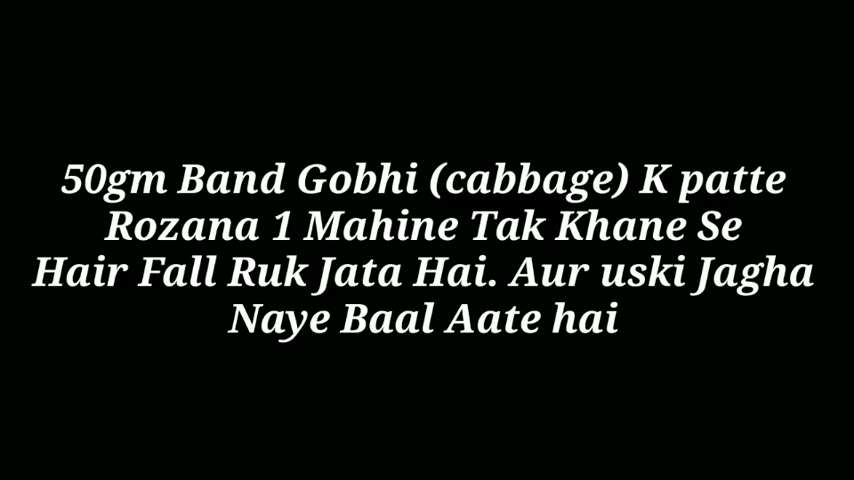 50gm Band Gobhi (cabbage) K patte
Rozana 1 Mahine Tak Khane Se
Hair Fall Ruk Jata Hai. Aur uski Jagha
Naye Baal Aate hai